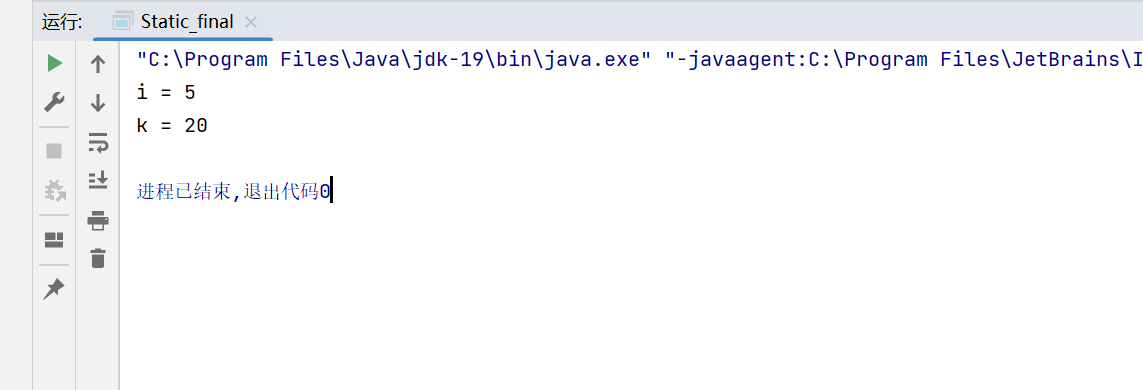 运行: Static_final
"C:\Program Files\Java\jdk-19\bin\java.exe" "-javaagent:C:\Program Files\JetBrains\I
i = 5
k = 20
进程已结束,退出代码0